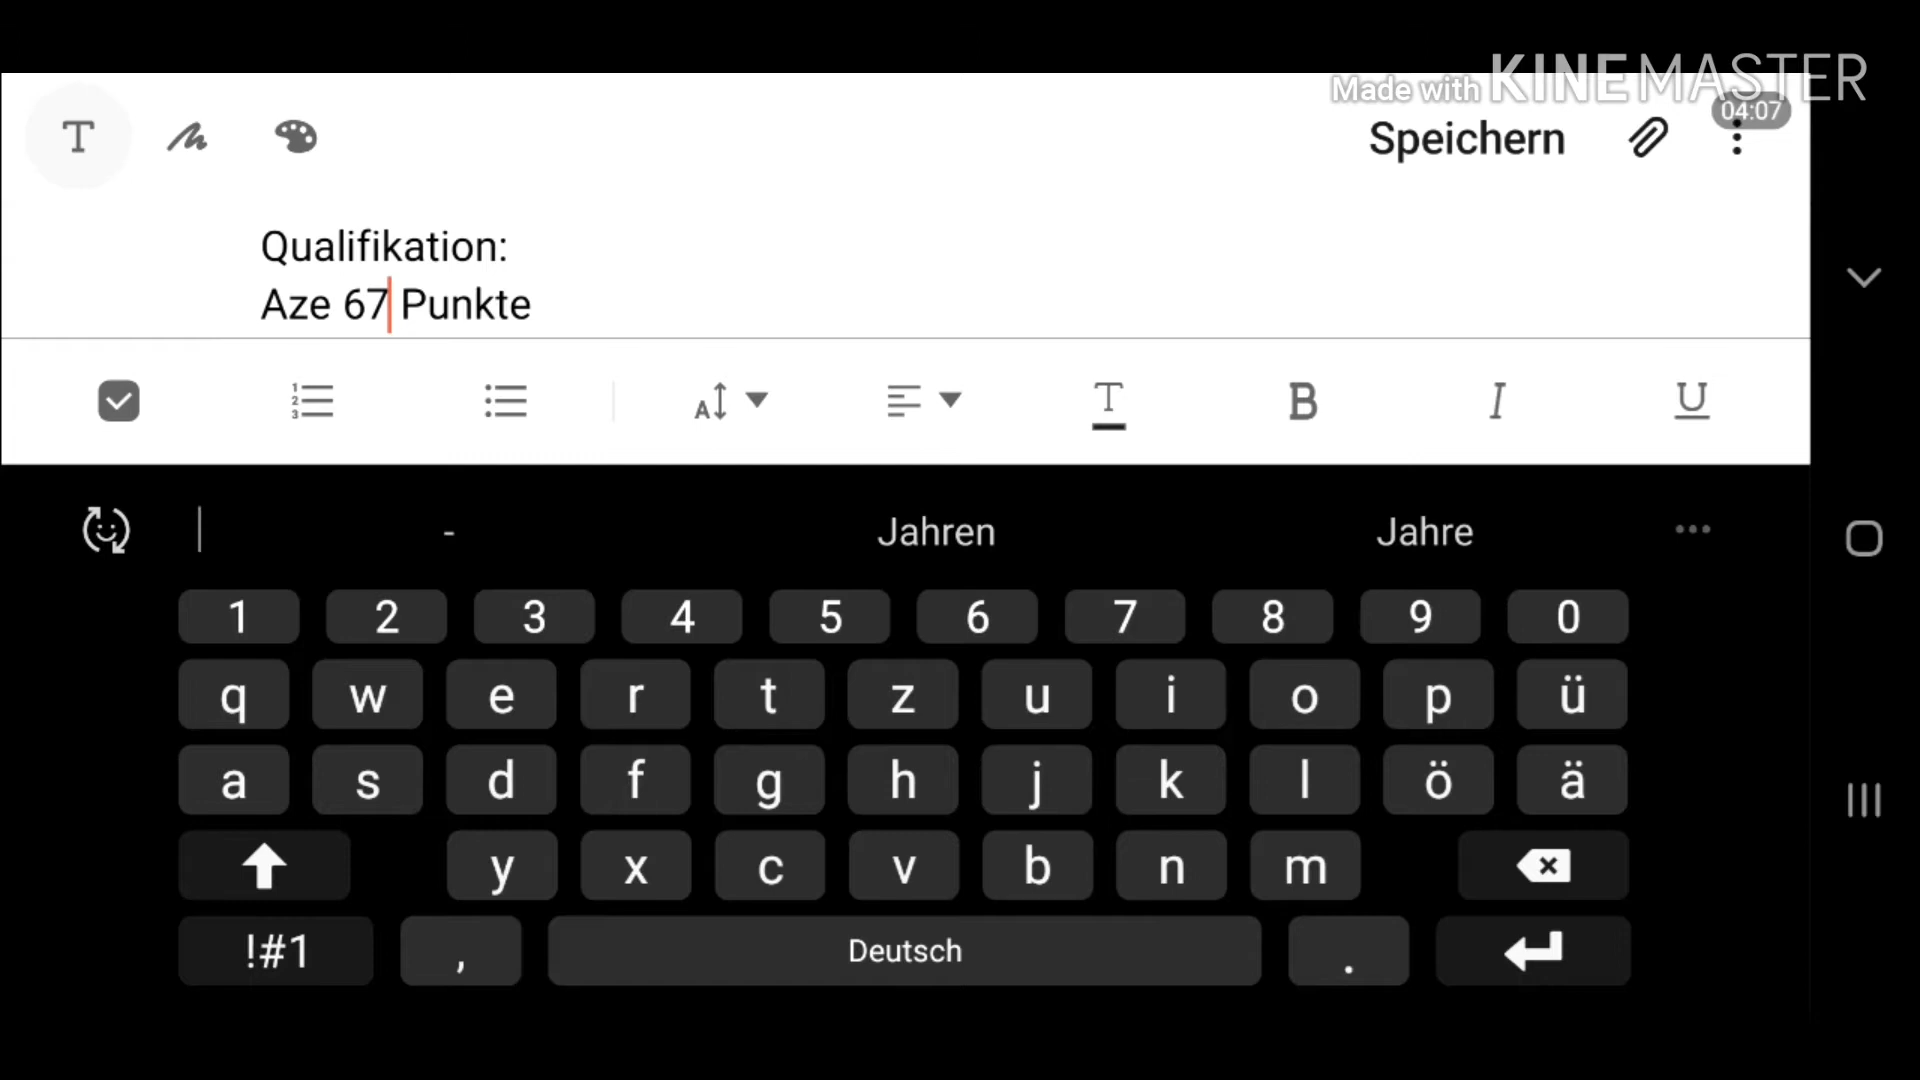 Made with KINEMASTER
04:07
Speichern
Qualifikation:
Aze 67 Punkte
A T B I U
- Jahren Jahre
1 2 3 4 5 6 7 8 9 0
q w e r t z u i o p ü
a s d f g h j k l ö ä
y x c v b n m
!#1 , Deutsch .